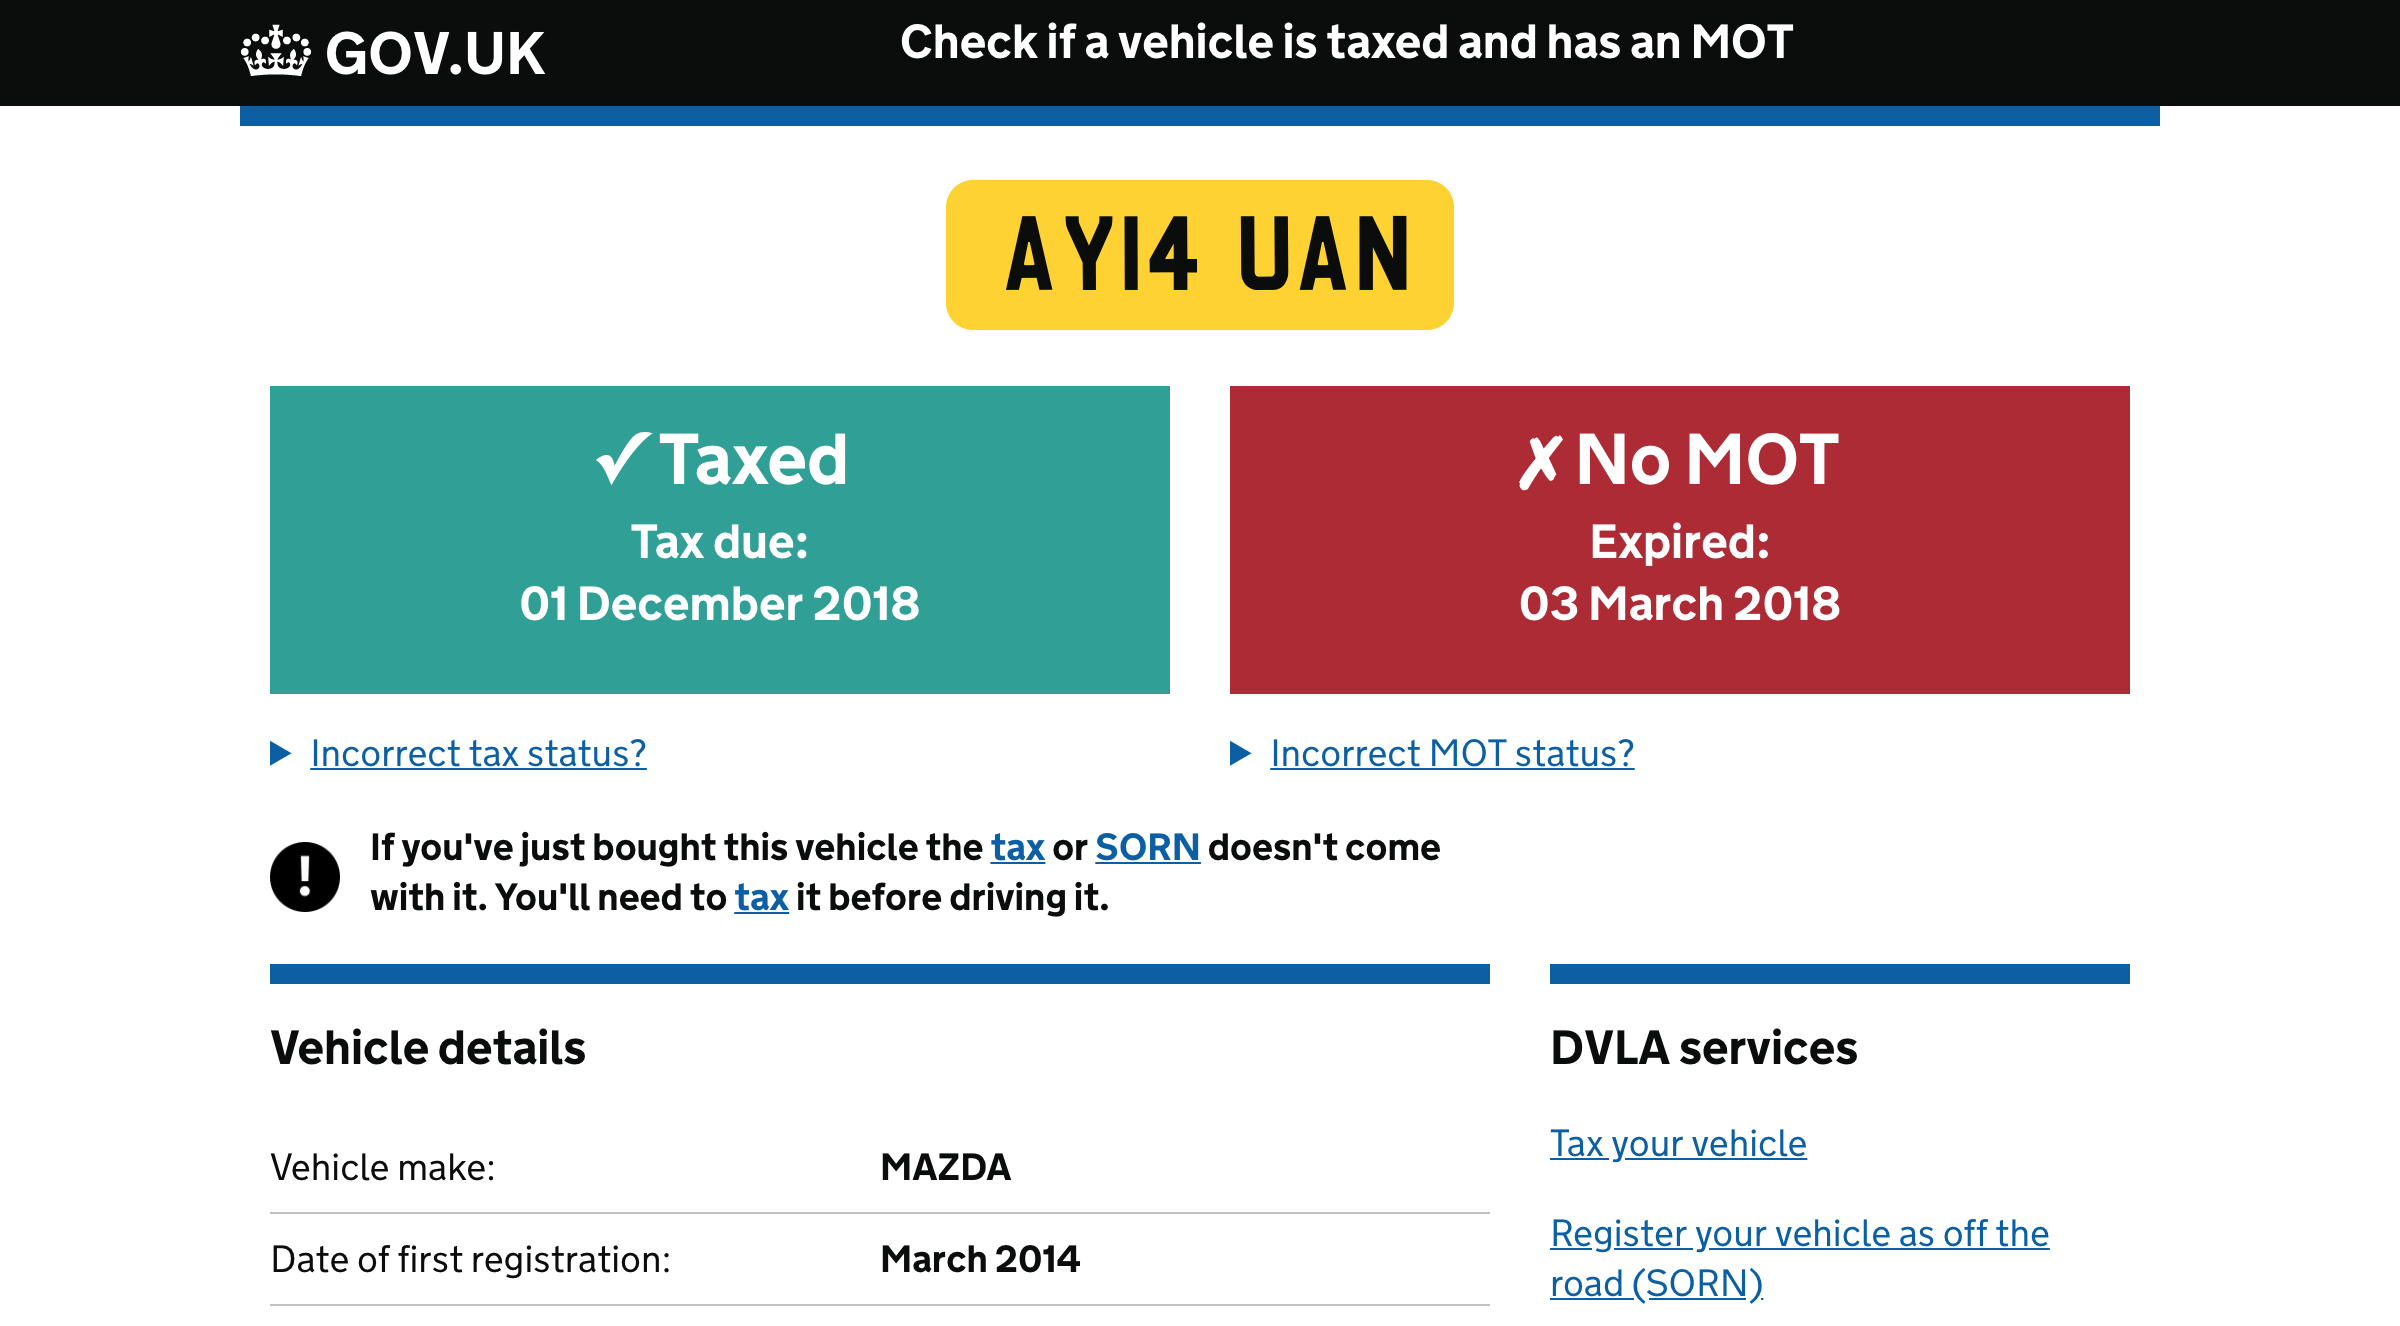 GOV.UK
Check if a vehicle is taxed and has an MOT
AY14 UAN
✓ Taxed
Tax due:
01 December 2018
✗ No MOT
Expired:
03 March 2018
Incorrect tax status?
Incorrect MOT status?
If you've just bought this vehicle the tax or SORN doesn't come
with it. You'll need to tax it before driving it.
Vehicle details
Vehicle make: MAZDA
Date of first registration: March 2014
DVLA services
Tax your vehicle
Register your vehicle as off the
road (SORN)